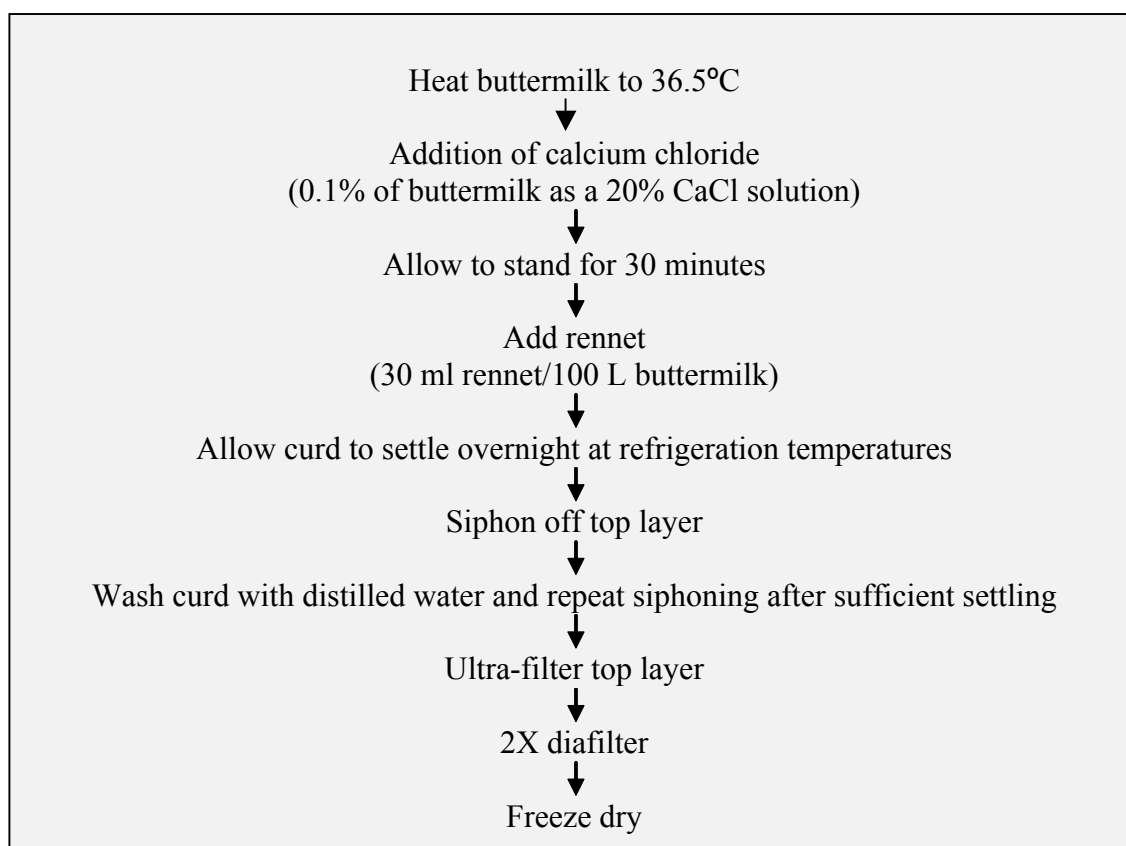 Heat buttermilk to 36.5ºC
Addition of calcium chloride
(0.1% of buttermilk as a 20% CaCl solution)
Allow to stand for 30 minutes
Add rennet
(30 ml rennet/100 L buttermilk)
Allow curd to settle overnight at refrigeration temperatures
Siphon off top layer
Wash curd with distilled water and repeat siphoning after sufficient settling
Ultra-filter top layer
2X diafilter
Freeze dry